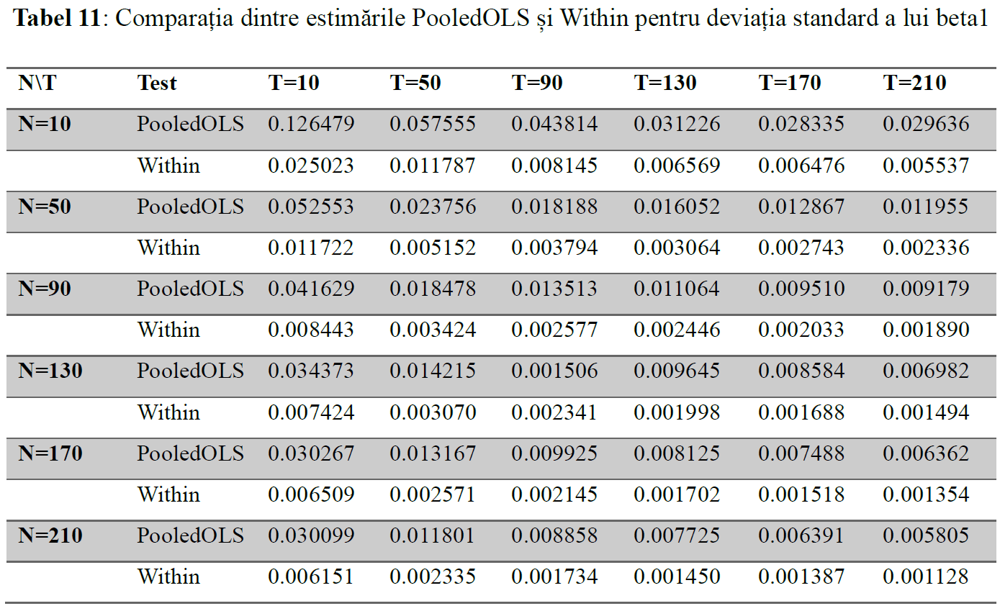 Tabel 11: Comparația dintre estimările PooledOLS și Within pentru deviația standard a lui beta1
N\T Test T=10 T=50 T=90 T=130 T=170 T=210
N=10 PooledOLS 0.126479 0.057555 0.043814 0.031226 0.028335 0.029636
Within 0.025023 0.011787 0.008145 0.006569 0.006476 0.005537
N=50 PooledOLS 0.052553 0.023756 0.018188 0.016052 0.012867 0.011955
Within 0.011722 0.005152 0.003794 0.003064 0.002743 0.002336
N=90 PooledOLS 0.041629 0.018478 0.013513 0.011064 0.009510 0.009179
Within 0.008443 0.003424 0.002577 0.002446 0.002033 0.001890
N=130 PooledOLS 0.034373 0.014215 0.001506 0.009645 0.008584 0.006982
Within 0.007424 0.003070 0.002341 0.001998 0.001688 0.001494
N=170 PooledOLS 0.030267 0.013167 0.009925 0.008125 0.007488 0.006362
Within 0.006509 0.002571 0.002145 0.001702 0.001518 0.001354
N=210 PooledOLS 0.030099 0.011801 0.008858 0.007725 0.006391 0.005805
Within 0.006151 0.002335 0.001734 0.001450 0.001387 0.001128